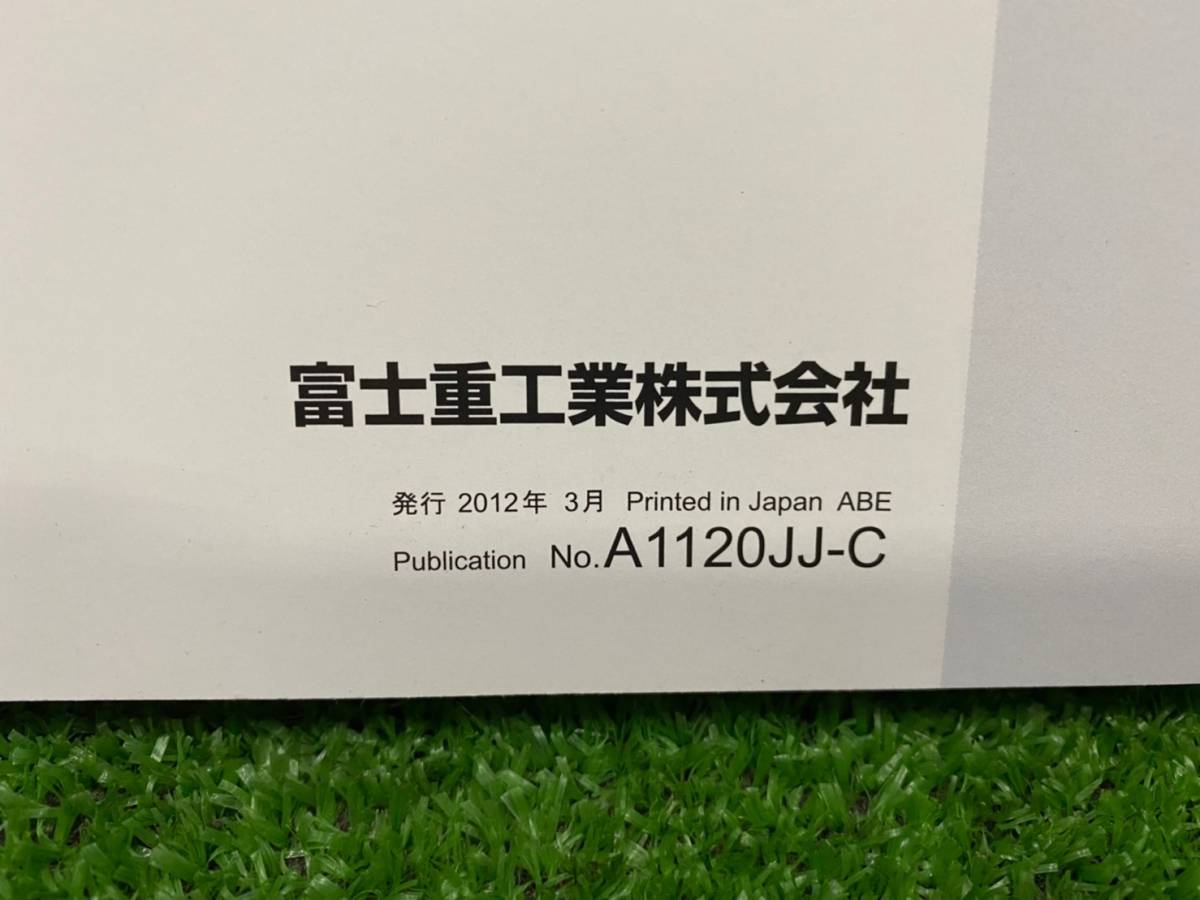 富士重工業株式会社
発行 2012年 3月 Printed in Japan ABE
Publication No.A1120JJ-C